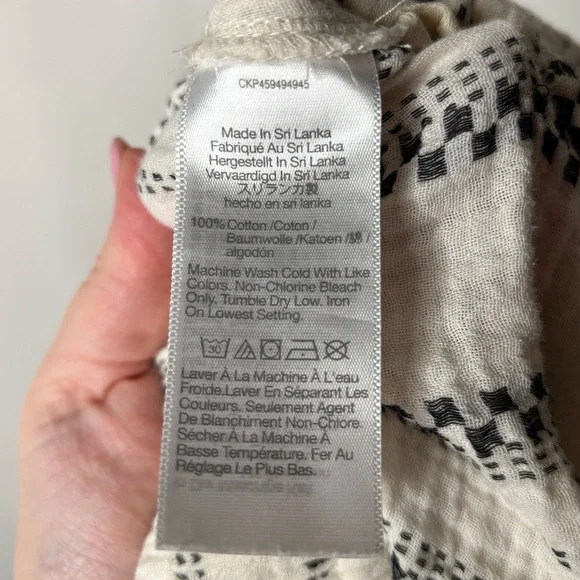 CKP459494945
Made In Sri Lanka
Fabriqué Au Sri Lanka
Hergestellt In Sri Lanka
Vervaardigd In Sri Lanka
スリランカ製
hecho en sri lanka
100% Cotton /Coton /
Baumwolle /Katoen /綿 /
algodón
Machine Wash Cold With Like
Colors. Non-Chlorine Bleach
Only. Tumble Dry Low. Iron
On Lowest Setting.
30
Laver À La Machine À L'eau
Froide.Laver En Séparant Les
Couleurs. Seulement Agent
De Blanchiment Non-Chlore.
Sécher À La Machine À
Basse Température. Fer Au
Réglage Le Plus Bas.